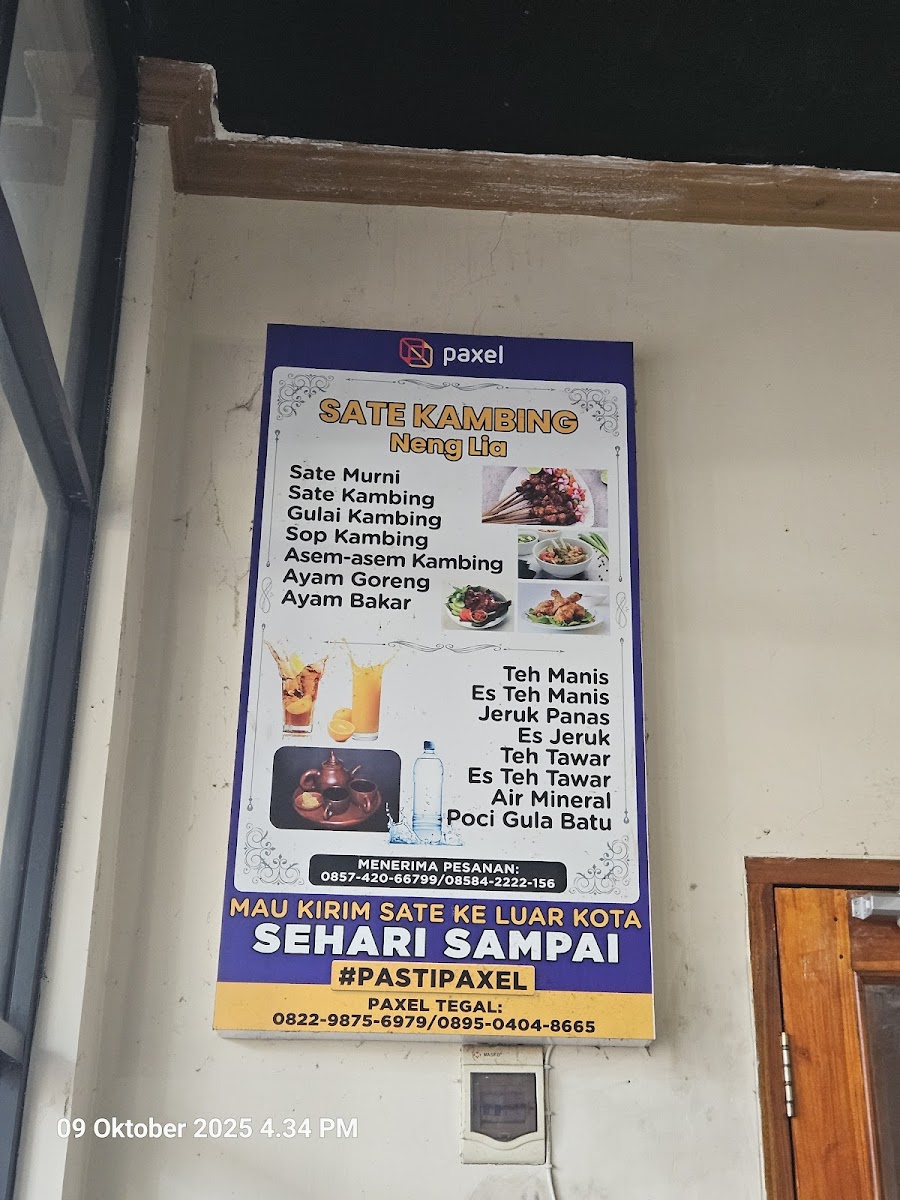 paxel
SATE KAMBING
Neng Lia
Sate Murni
Sate Kambing
Gulai Kambing
Sop Kambing
Asem-asem Kambing
Ayam Goreng
Ayam Bakar
Teh Manis
Es Teh Manis
Jeruk Panas
Es Jeruk
Teh Tawar
Es Teh Tawar
Air Mineral
Poci Gula Batu
MENERIMA PESANAN:
0857-420-66799/08584-2222-156
MAU KIRIM SATE KE LUAR KOTA
SEHARI SAMPAI
#PASTIPAXEL
PAXEL TEGAL:
0822-9875-6979/0895-0404-8665
09 Oktober 2025 4.34 PM